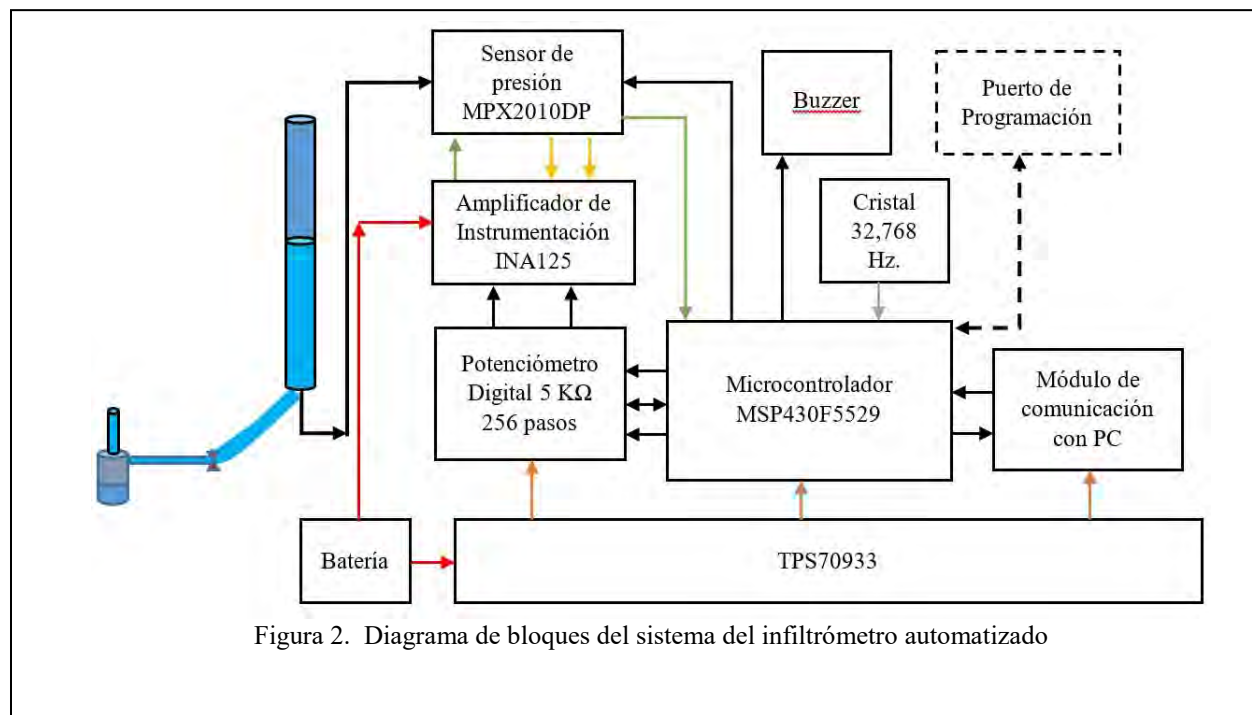 Sensor de
presión
MPX2010DP
Buzzer
Puerto de
Programación
Amplificador de
Instrumentación
INA125
Cristal
32,768
Hz.
Potenciómetro
Digital 5 KΩ
256 pasos
Microcontrolador
MSP430F5529
Módulo de
comunicación
con PC
Batería
TPS70933
Figura 2. Diagrama de bloques del sistema del infiltrómetro automatizado